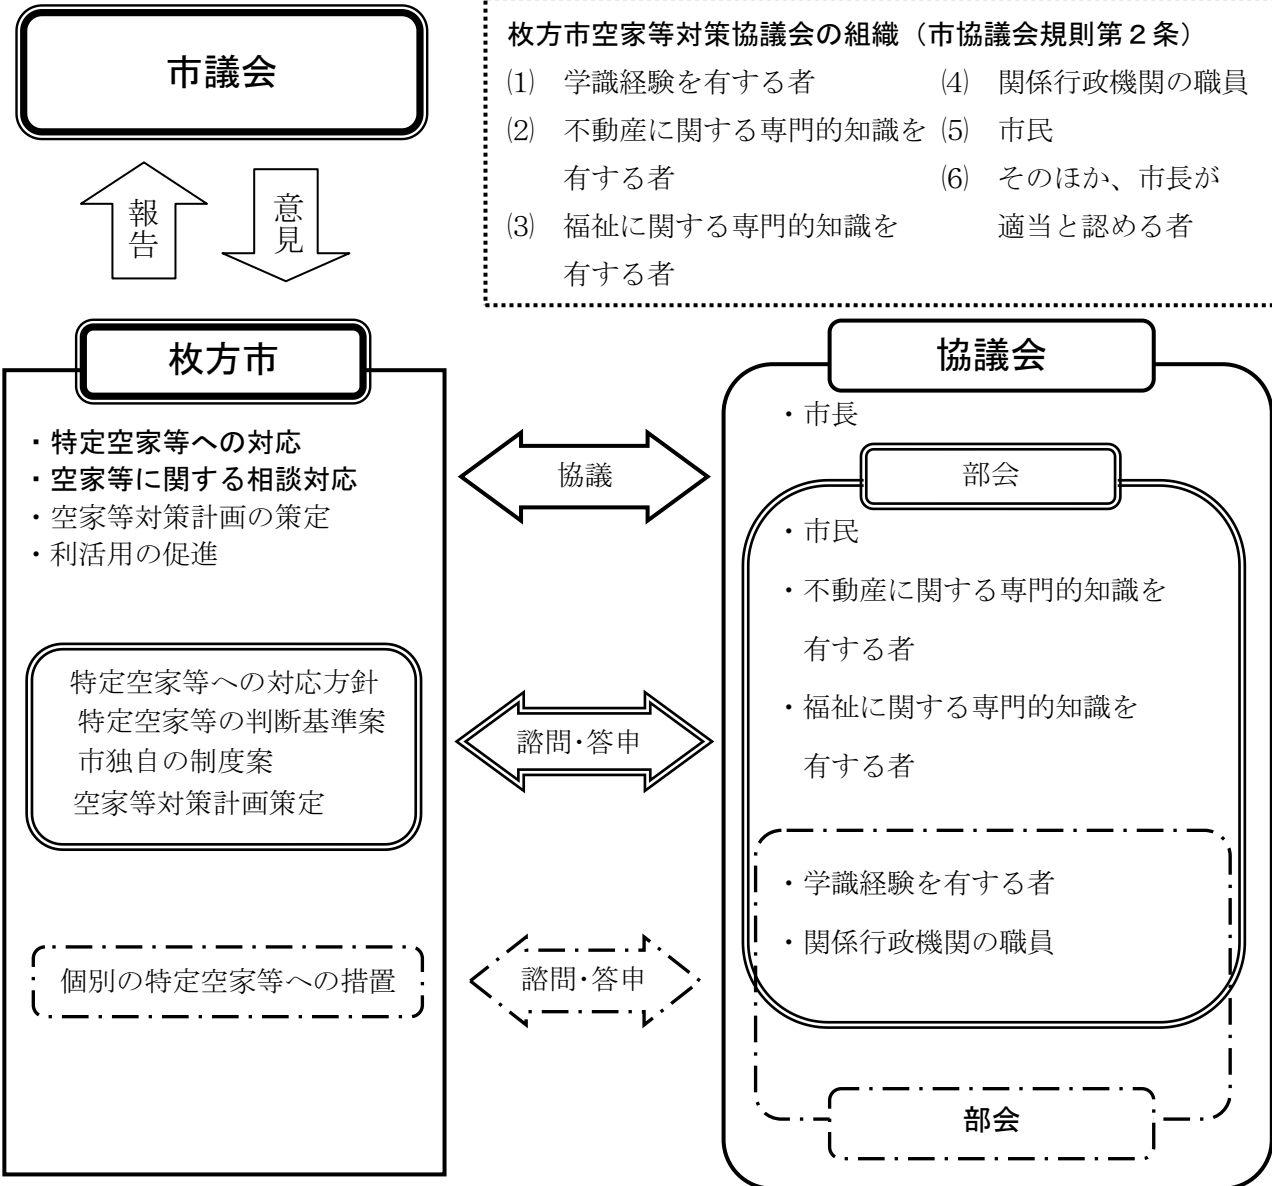 市議会
報告
意見
枚方市空家等対策協議会の組織（市協議会規則第２条）
⑴　学識経験を有する者
⑵　不動産に関する専門的知識を
有する者
⑶　福祉に関する専門的知識を
有する者
⑷　関係行政機関の職員
⑸　市民
⑹　そのほか、市長が
適当と認める者
枚方市
・特定空家等への対応
・空家等に関する相談対応
・空家等対策計画の策定
・利活用の促進
特定空家等への対応方針
特定空家等の判断基準案
市独自の制度案
空家等対策計画策定
個別の特定空家等への措置
協議
諮問･答申
諮問･答申
協議会
・市長
部会
・市民
・不動産に関する専門的知識を
有する者
・福祉に関する専門的知識を
有する者
・学識経験を有する者
・関係行政機関の職員
部会